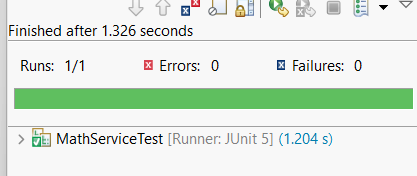 Finished after 1.326 seconds
Runs: 1/1 Errors: 0 Failures: 0
MathServiceTest [Runner: JUnit 5] (1.204 s)